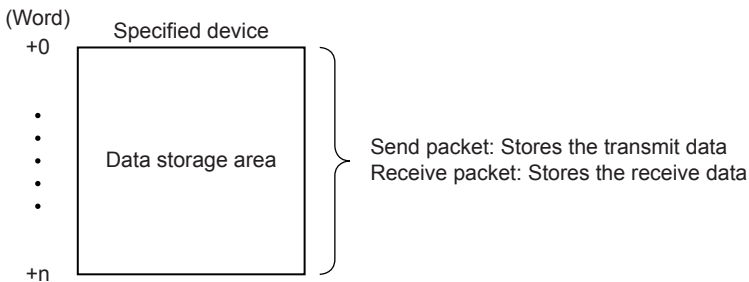 (Word)
Specified device
+0
Data storage area
Send packet: Stores the transmit data
Receive packet: Stores the receive data
+n